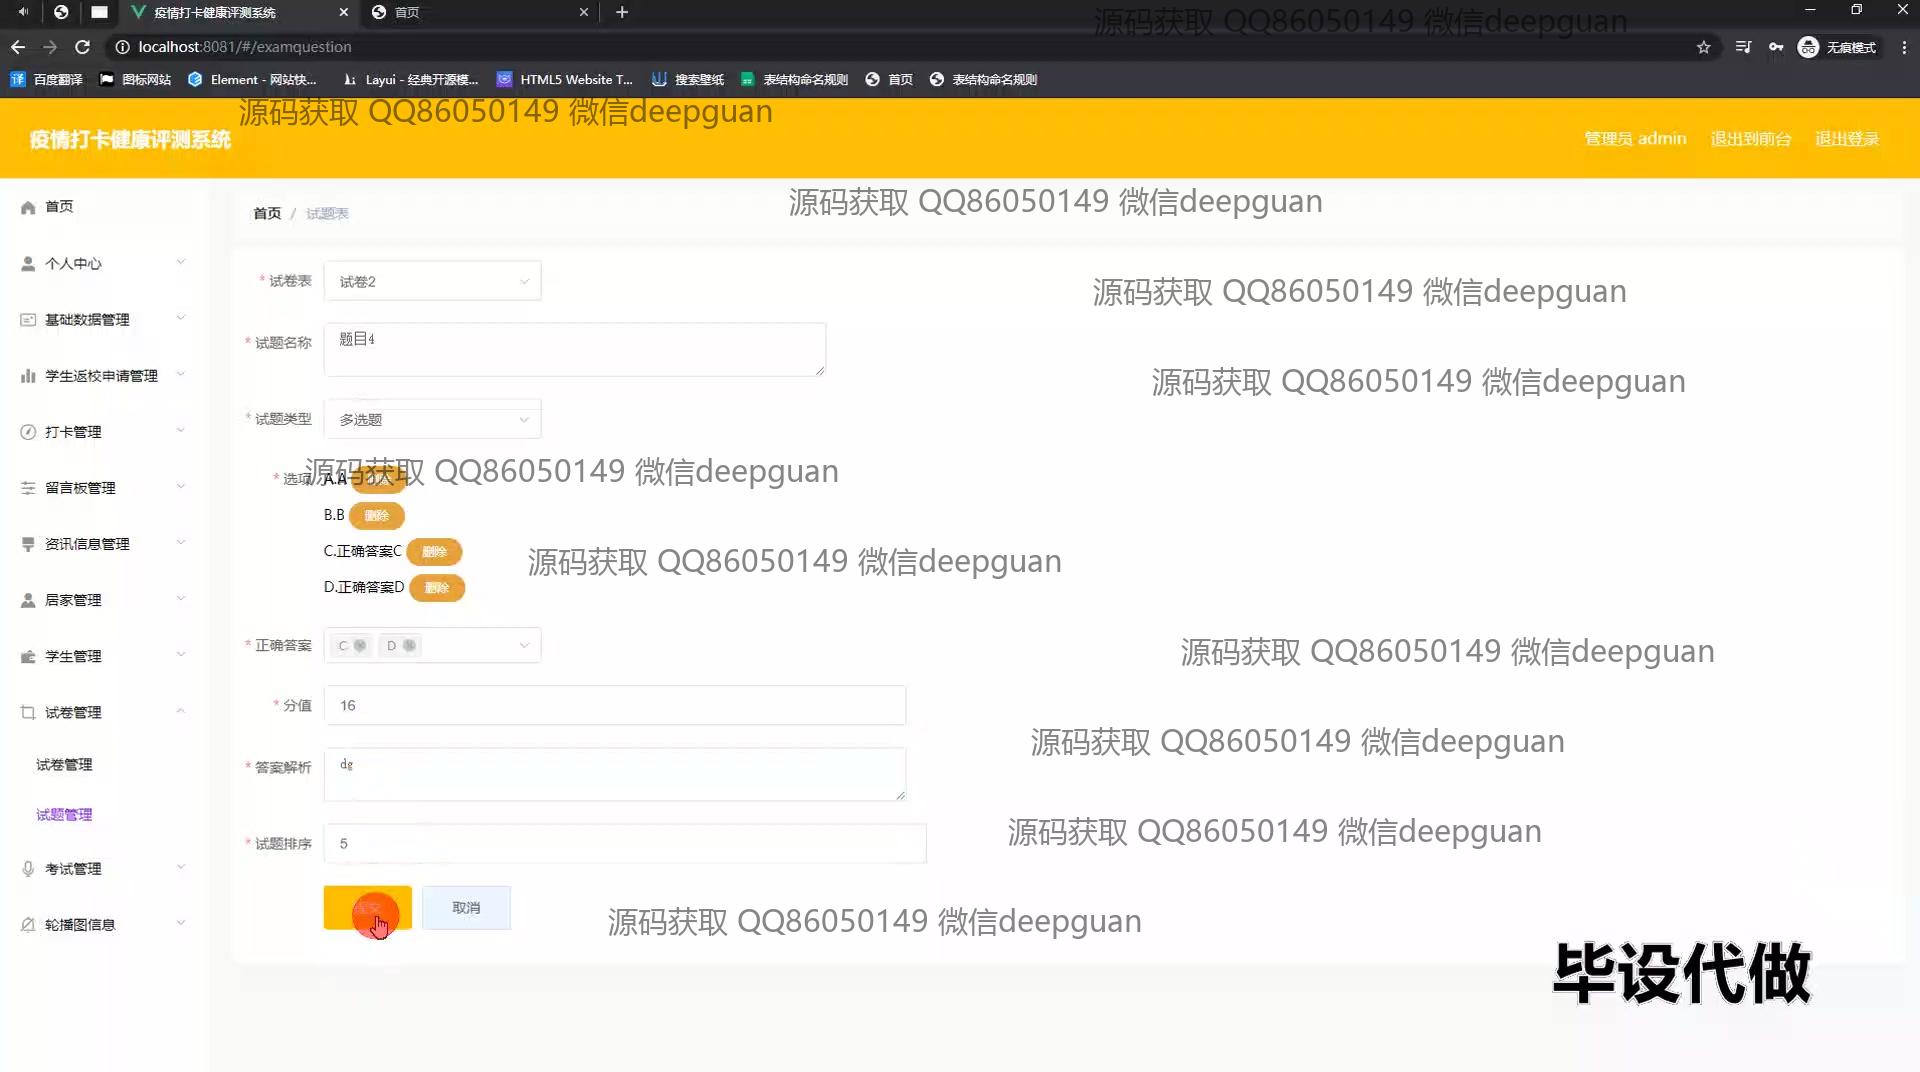 疫情打卡健康评测系统
首页
localhost:8081/#/examquestion
无痕模式
百度翻译
图标网站
Element - 网站快...
Layui - 经典开源模...
HTML5 Website T...
搜索壁纸
表结构命名规则
首页
表结构命名规则
源码获取 QQ86050149 微信deepguan
源码获取 QQ86050149 微信deepguan
疫情打卡健康评测系统
管理员 admin
退出到前台
退出登录
源码获取 QQ86050149 微信deepguan
首页
个人中心
基础数据管理
学生返校申请管理
打卡管理
留言板管理
资讯信息管理
居家管理
学生管理
试卷管理
试卷管理
试题管理
考试管理
轮播图信息
首页 / 试题表
* 试卷表 试卷2
源码获取 QQ86050149 微信deepguan
* 试题名称 题目4
源码获取 QQ86050149 微信deepguan
* 试题类型 多选题
源码获取 QQ86050149 微信deepguan
* 选项 A.A
B.B 删除
C.正确答案C 删除
源码获取 QQ86050149 微信deepguan
D.正确答案D 删除
* 正确答案 C D
源码获取 QQ86050149 微信deepguan
* 分值 16
源码获取 QQ86050149 微信deepguan
* 答案解析 dg
源码获取 QQ86050149 微信deepguan
* 试题排序 5
取消
源码获取 QQ86050149 微信deepguan
毕设代做